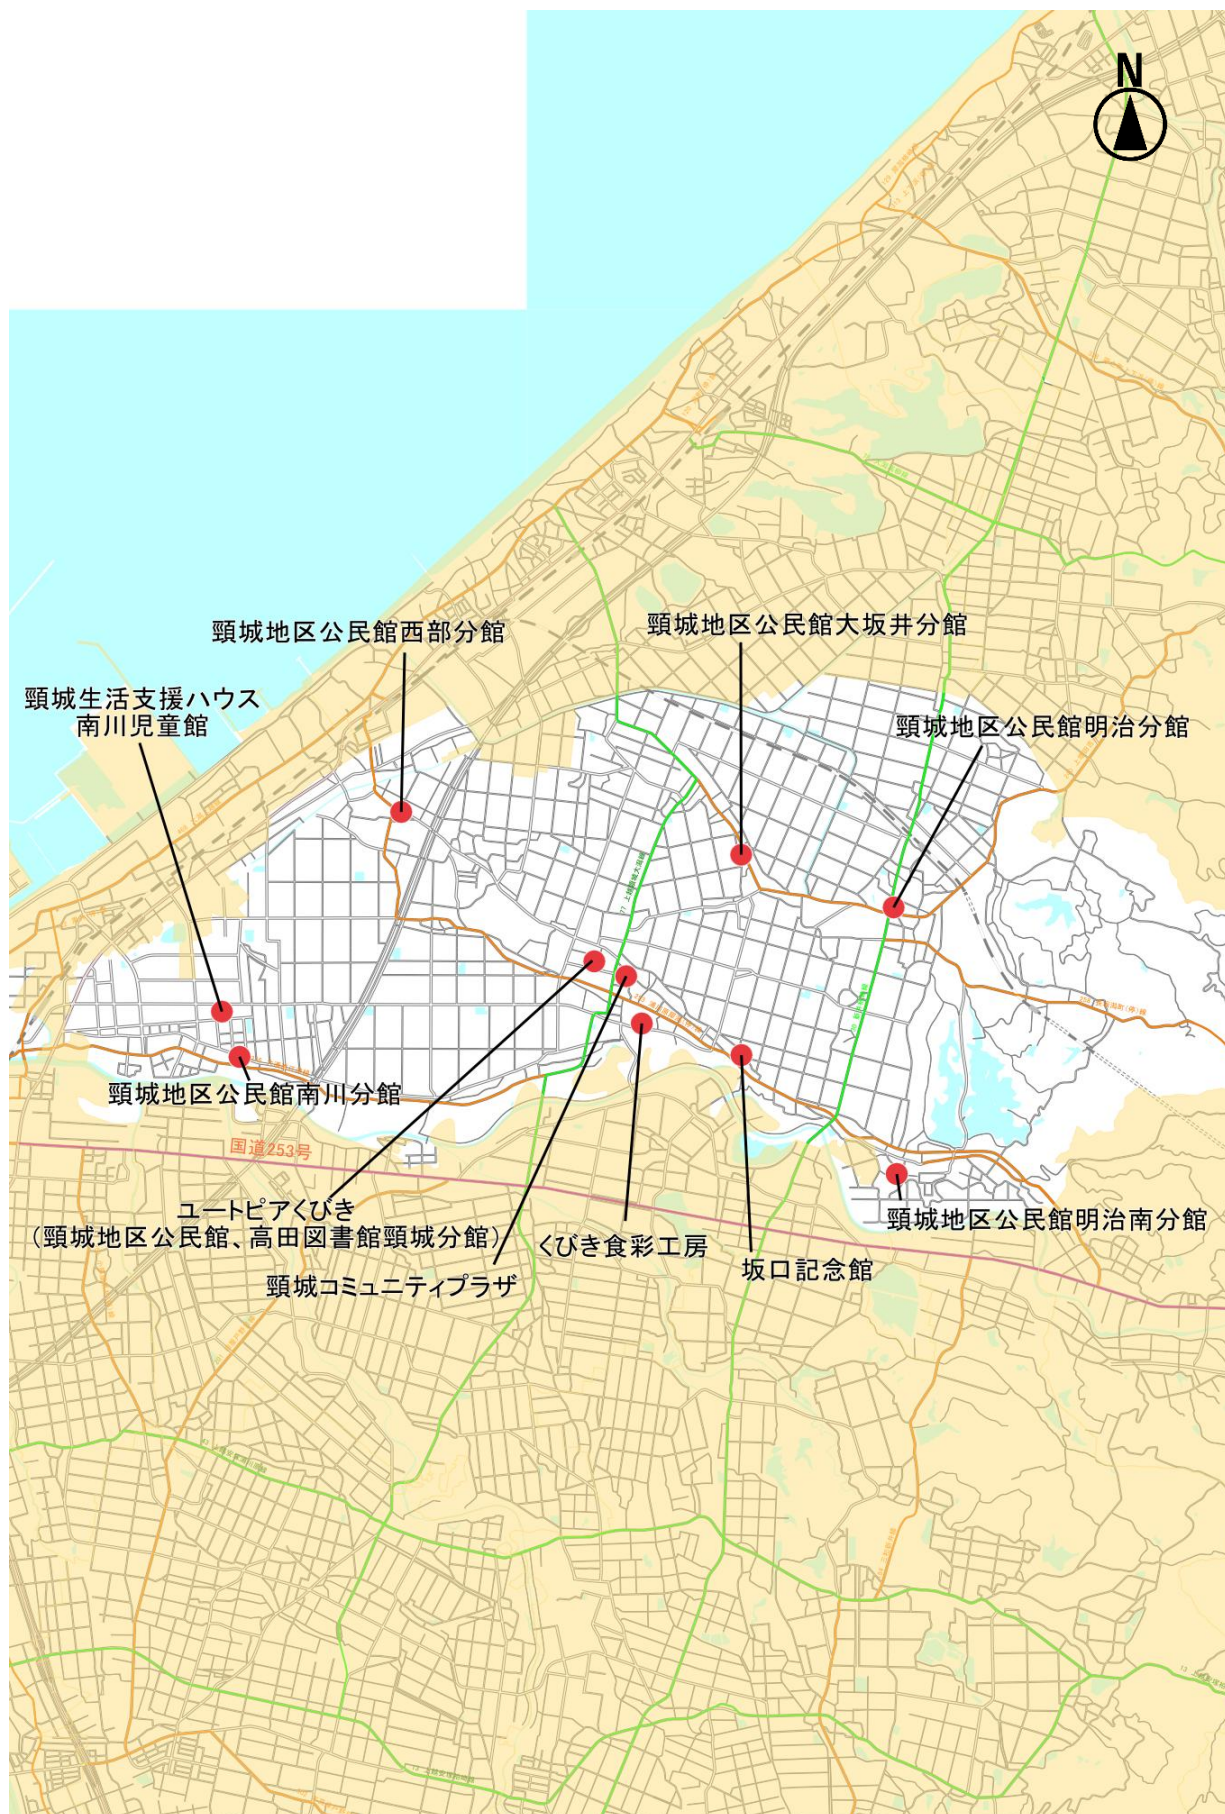 N
頸城地区公民館西部分館
頸城地区公民館大坂井分館
頸城生活支援ハウス
南川児童館
頸城地区公民館明治分館
頸城地区公民館南川分館
国道253号
ユートピアくびき
(頸城地区公民館、高田図書館頸城分館)
くびき食彩工房
頸城地区公民館明治南分館
坂口記念館
頸城コミュニティプラザ